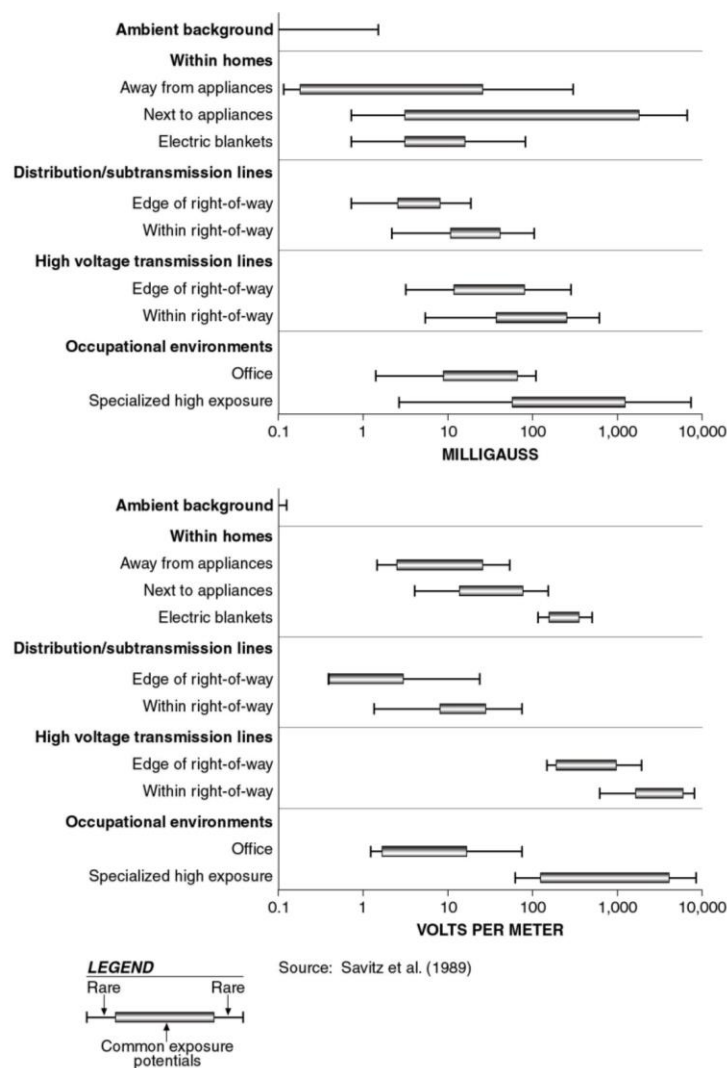 Ambient background
Within homes
Away from appliances
Next to appliances
Electric blankets
Distribution/subtransmission lines
Edge of right-of-way
Within right-of-way
High voltage transmission lines
Edge of right-of-way
Within right-of-way
Occupational environments
Office
Specialized high exposure
0.1 1 10 100 1,000 10,000
MILLIGAUSS
Ambient background
Within homes
Away from appliances
Next to appliances
Electric blankets
Distribution/subtransmission lines
Edge of right-of-way
Within right-of-way
High voltage transmission lines
Edge of right-of-way
Within right-of-way
Occupational environments
Office
Specialized high exposure
0.1 1 10 100 1,000 10,000
VOLTS PER METER
LEGEND
Source: Savitz et al. (1989)
Rare Rare
Common exposure
potentials